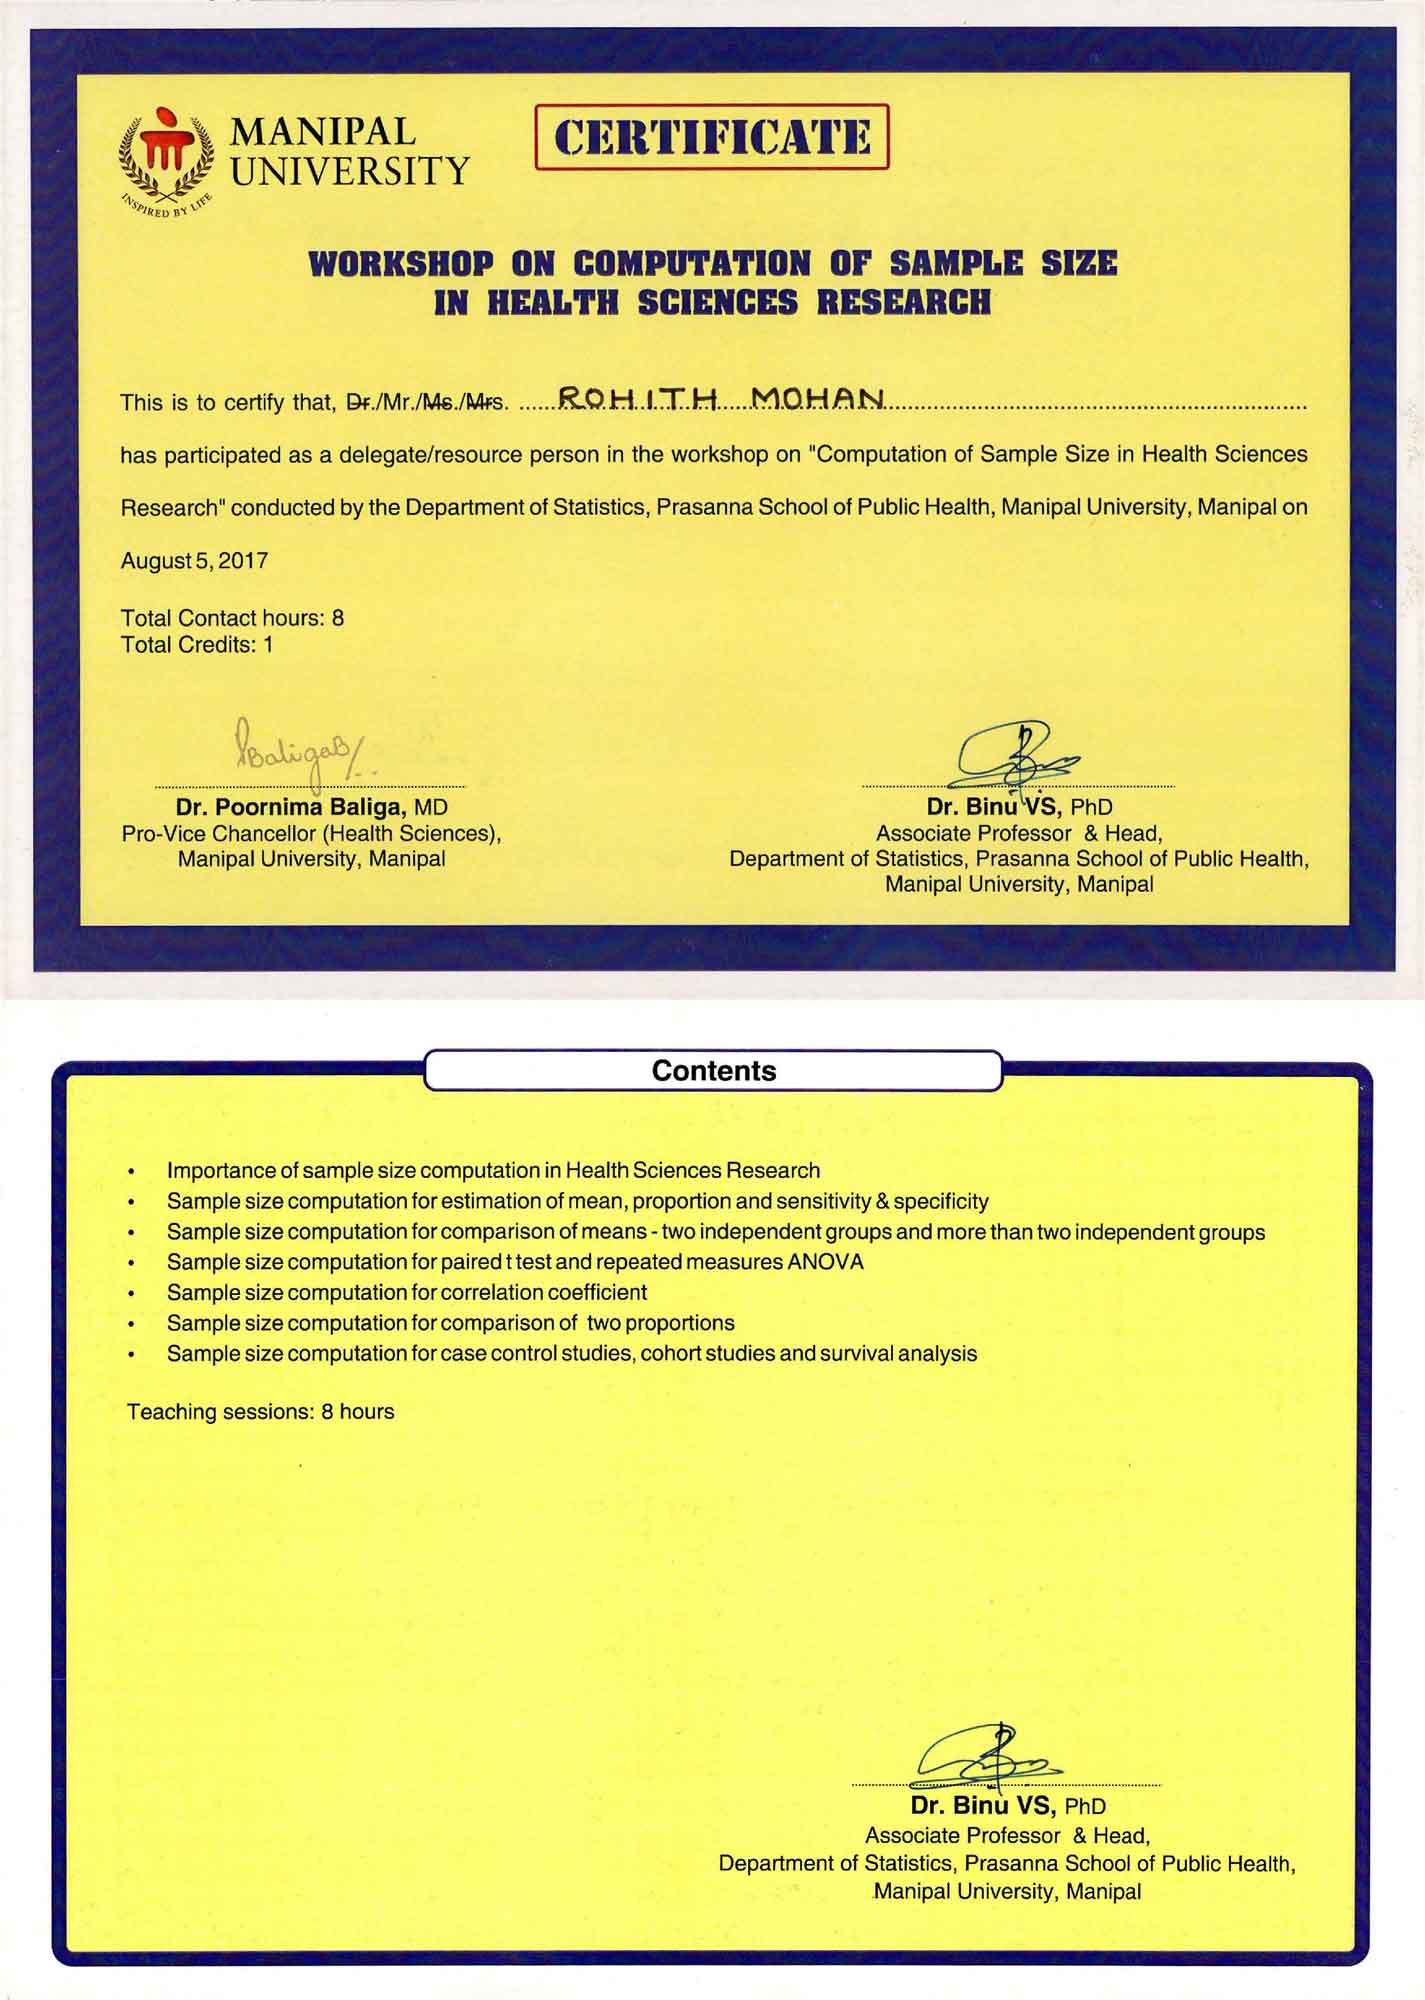 MANIPAL
UNIVERSITY
INSPIRED BY LIFE
CERTIFICATE
WORKSHOP ON COMPUTATION OF SAMPLE SIZE
IN HEALTH SCIENCES RESEARCH
This is to certify that, Dr./Mr./Ms./Mrs. ROHITH MOHAN
has participated as a delegate/resource person in the workshop on "Computation of Sample Size in Health Sciences
Research" conducted by the Department of Statistics, Prasanna School of Public Health, Manipal University, Manipal on
August 5, 2017
Total Contact hours: 8
Total Credits: 1
Dr. Poornima Baliga, MD
Pro-Vice Chancellor (Health Sciences),
Manipal University, Manipal
Dr. Binu VS, PhD
Associate Professor & Head,
Department of Statistics, Prasanna School of Public Health,
Manipal University, Manipal
Contents
• Importance of sample size computation in Health Sciences Research
• Sample size computation for estimation of mean, proportion and sensitivity & specificity
• Sample size computation for comparison of means - two independent groups and more than two independent groups
• Sample size computation for paired t test and repeated measures ANOVA
• Sample size computation for correlation coefficient
• Sample size computation for comparison of two proportions
• Sample size computation for case control studies, cohort studies and survival analysis
Teaching sessions: 8 hours
Dr. Binu VS, PhD
Associate Professor & Head,
Department of Statistics, Prasanna School of Public Health,
Manipal University, Manipal